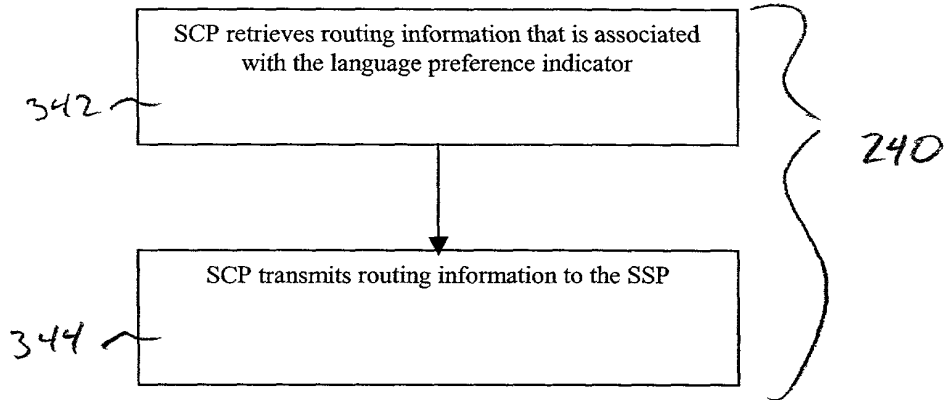 SCP retrieves routing information that is associated
with the language preference indicator
342
240
SCP transmits routing information to the SSP
344